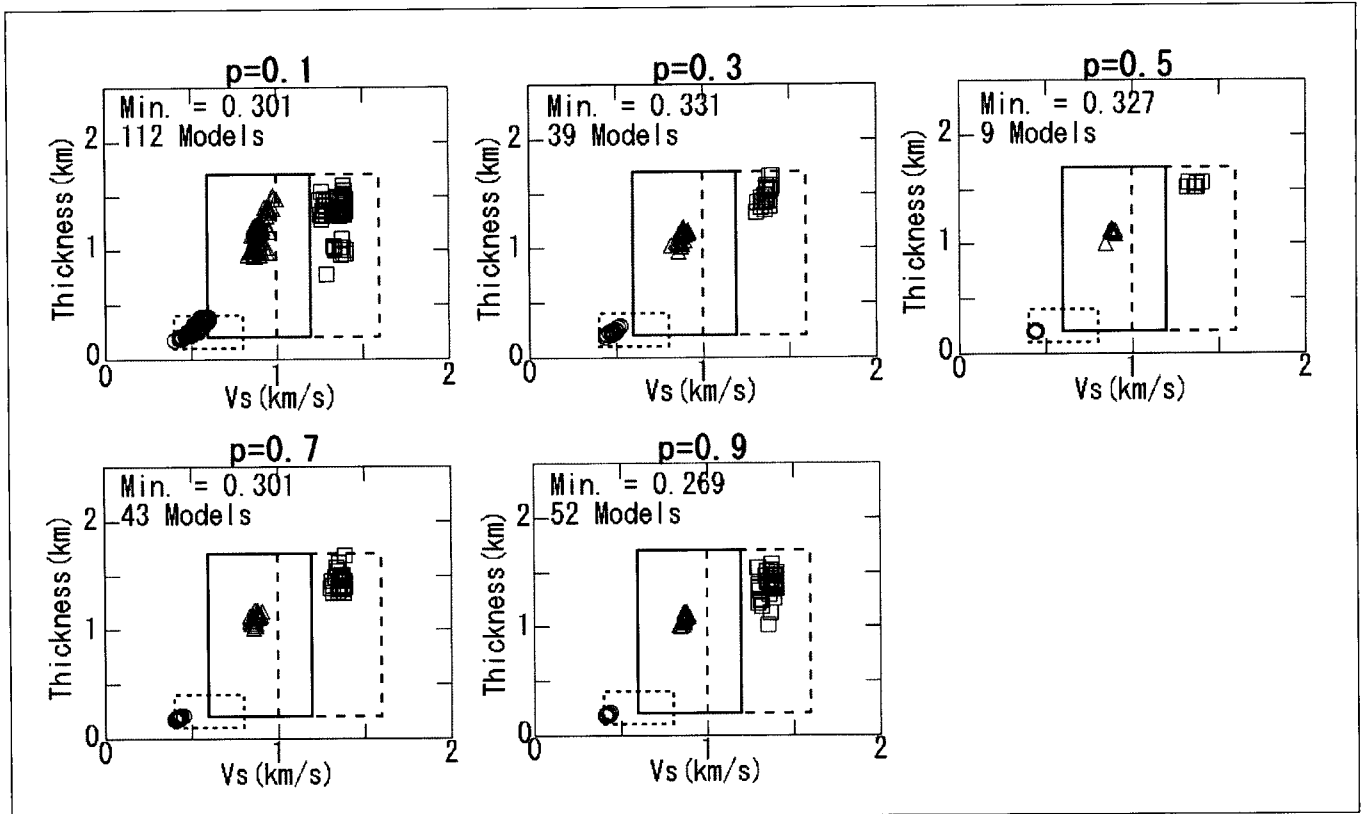 p=0.1
Min. = 0.301
112 Models
Thickness(km)
2
1
0
0
1
2
Vs(km/s)
p=0.3
Min. = 0.331
39 Models
Thickness(km)
2
1
0
0
1
2
Vs(km/s)
p=0.5
Min. = 0.327
9 Models
Thickness(km)
2
1
0
0
1
2
Vs(km/s)
p=0.7
Min. = 0.301
43 Models
Thickness(km)
2
1
0
0
1
2
Vs(km/s)
p=0.9
Min. = 0.269
52 Models
Thickness(km)
2
1
0
0
1
2
Vs(km/s)